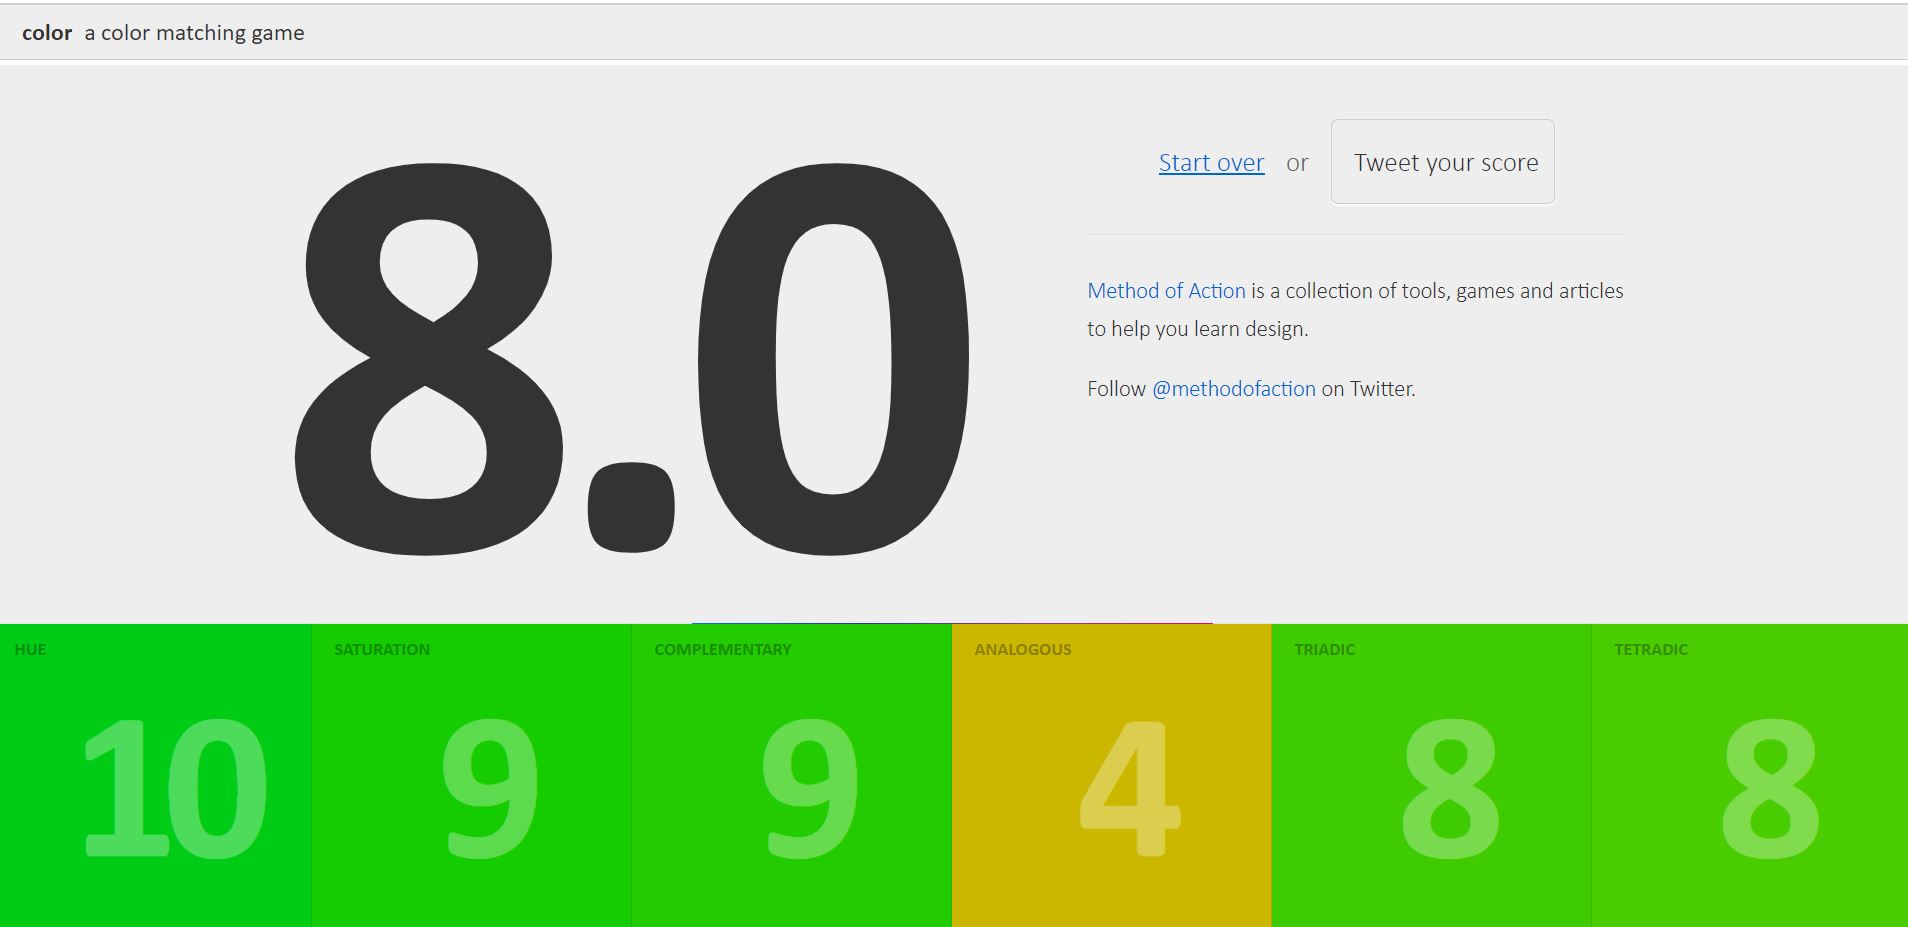 color a color matching game
8.0
Start over or Tweet your score
Method of Action is a collection of tools, games and articles
to help you learn design.
Follow @methodofaction on Twitter.
HUE SATURATION COMPLEMENTARY ANALOGOUS TRIADIC TETRADIC
10 9 9 4 8 8